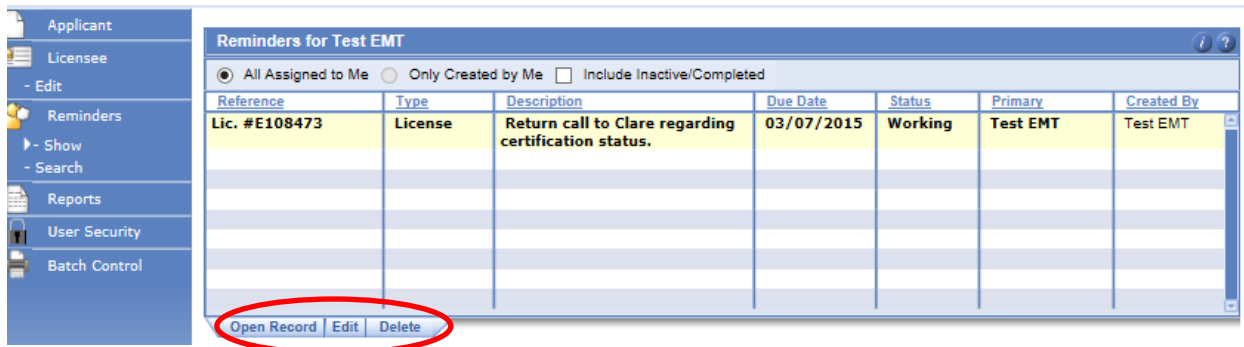 Applicant
Licensee
- Edit
Reminders
- Show
- Search
Reports
User Security
Batch Control
Reminders for Test EMT
i ?
All Assigned to Me Only Created by Me Include Inactive/Completed
Reference Type Description Due Date Status Primary Created By
Lic. #E108473 License Return call to Clare regarding 03/07/2015 Working Test EMT Test EMT
certification status.
Open Record Edit Delete